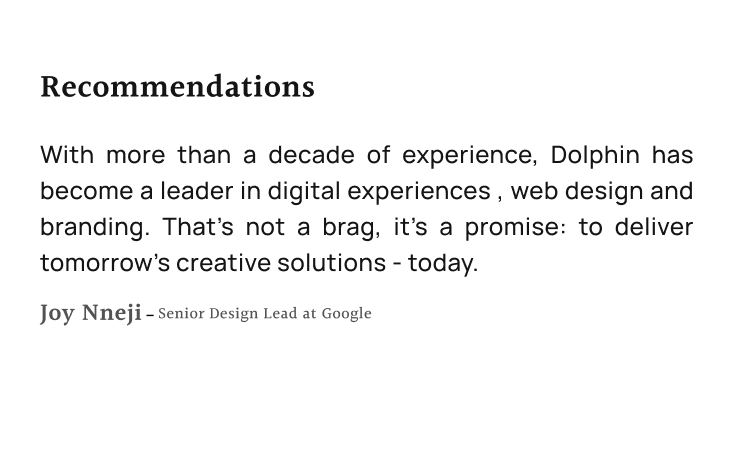 Recommendations
With more than a decade of experience, Dolphin has
become a leader in digital experiences , web design and
branding. That’s not a brag, it’s a promise: to deliver
tomorrow’s creative solutions - today.
Joy Nneji – Senior Design Lead at Google